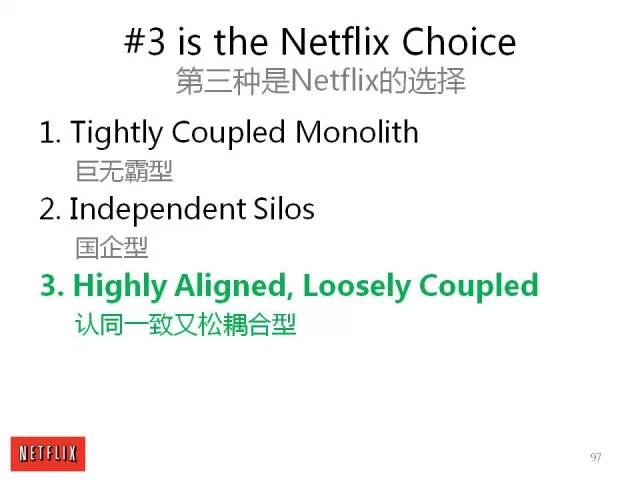 #3 is the Netflix Choice
第三种是Netflix的选择
1. Tightly Coupled Monolith
巨无霸型
2. Independent Silos
国企型
3. Highly Aligned, Loosely Coupled
认同一致又松耦合型
NETFLIX
97